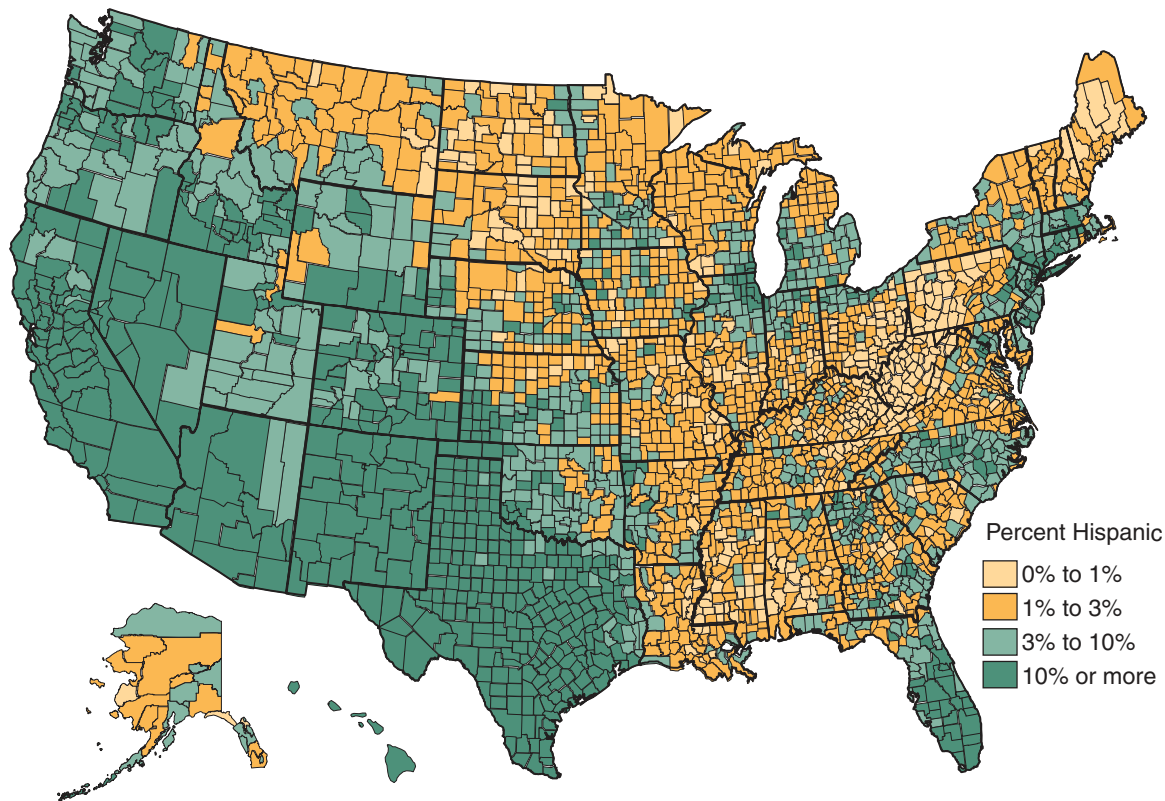 Percent Hispanic
0% to 1%
1% to 3%
3% to 10%
10% or more